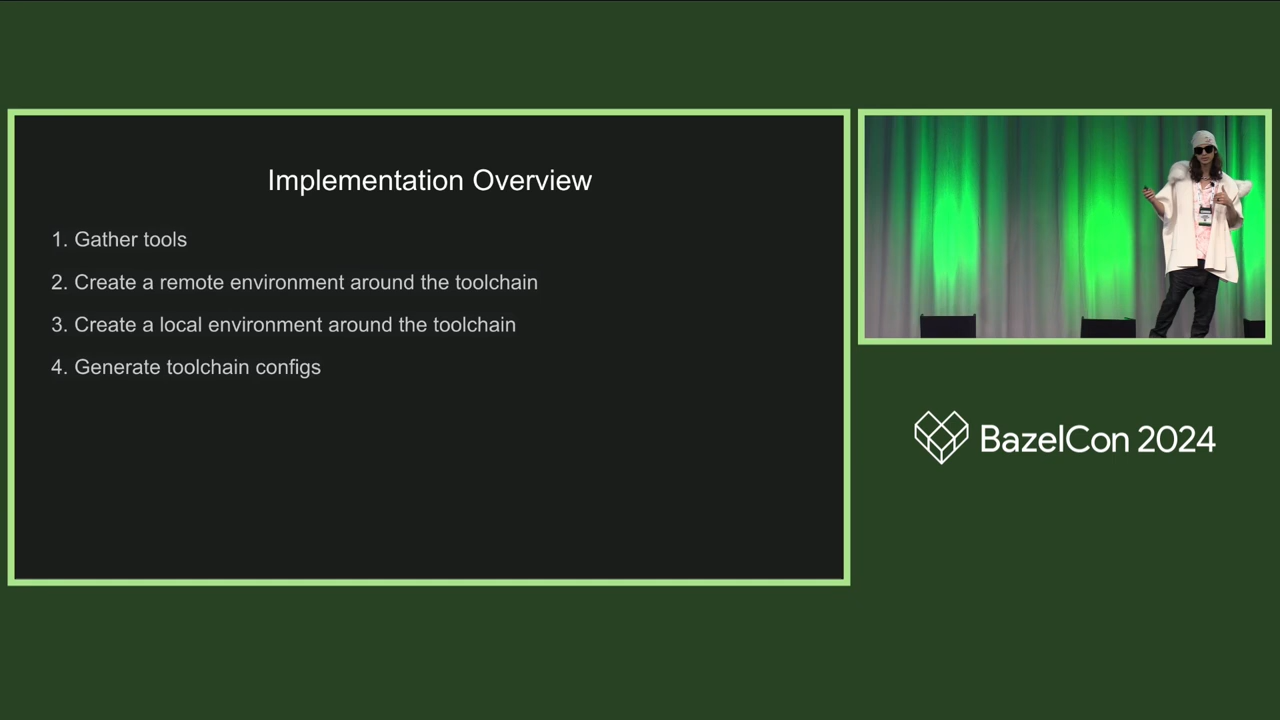 Implementation Overview
1. Gather tools
2. Create a remote environment around the toolchain
3. Create a local environment around the toolchain
4. Generate toolchain configs
BazelCon 2024